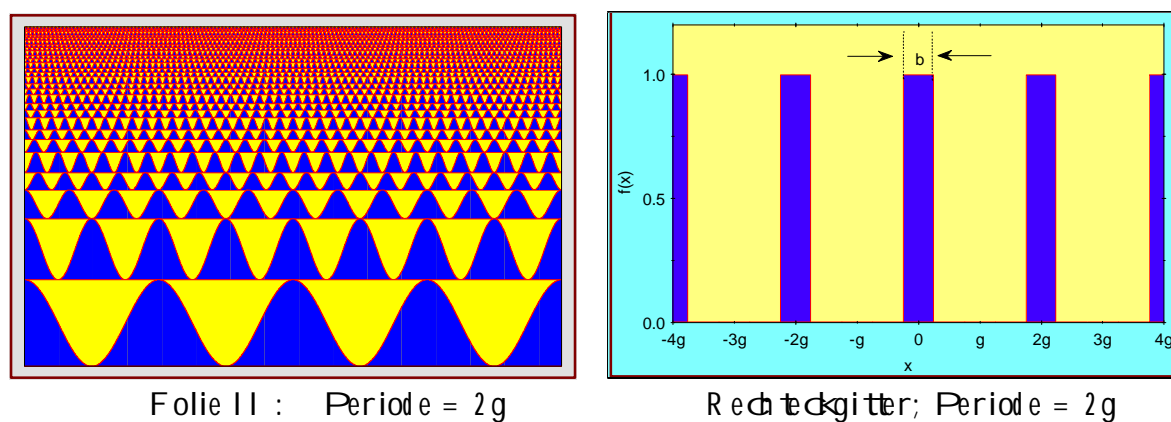 b
1.0
0.5
0.0
f(x)
-4g -3g -2g -g 0 g 2g 3g 4g
x
Folie II : Periode = 2g
Rechteckgitter; Periode = 2g